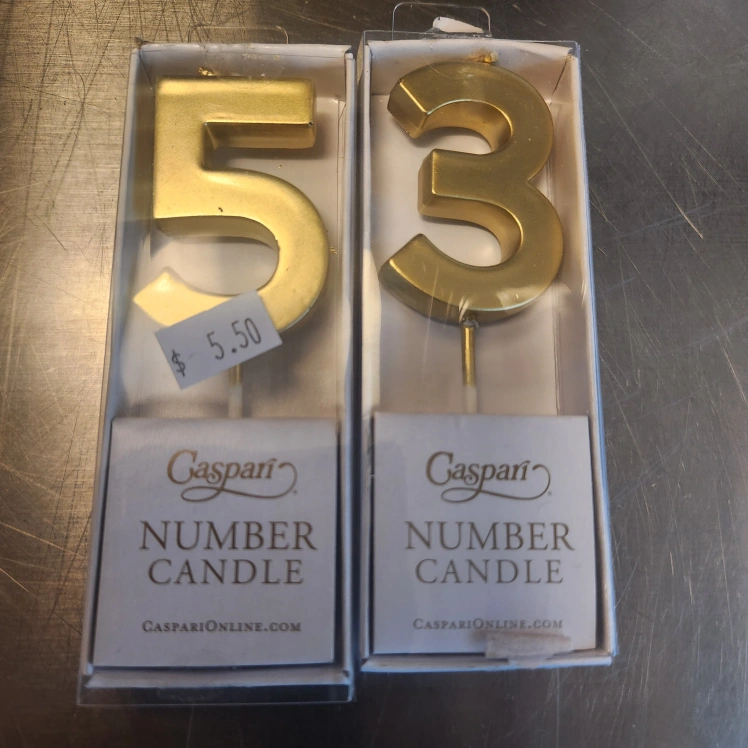 5
$ 5.50
Caspari
NUMBER
CANDLE
CASPARIONLINE.COM
3
Caspari
NUMBER
CANDLE
CASPARIONLINE.COM